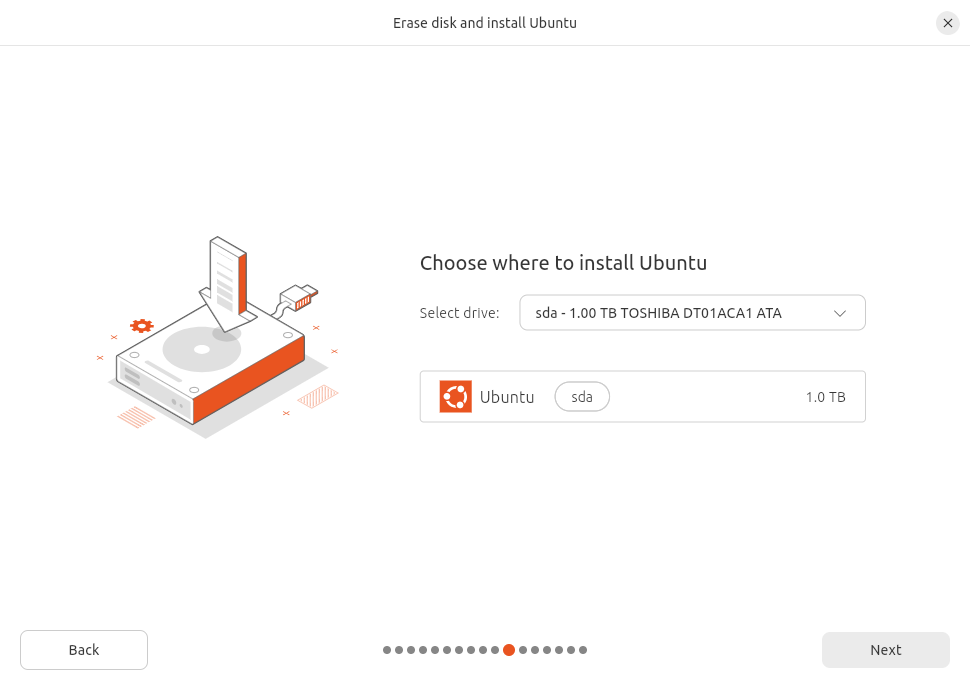 Erase disk and install Ubuntu
Choose where to install Ubuntu
Select drive: sda - 1.00 TB TOSHIBA DT01ACA1 ATA
Ubuntu sda 1.0 TB
Back Next